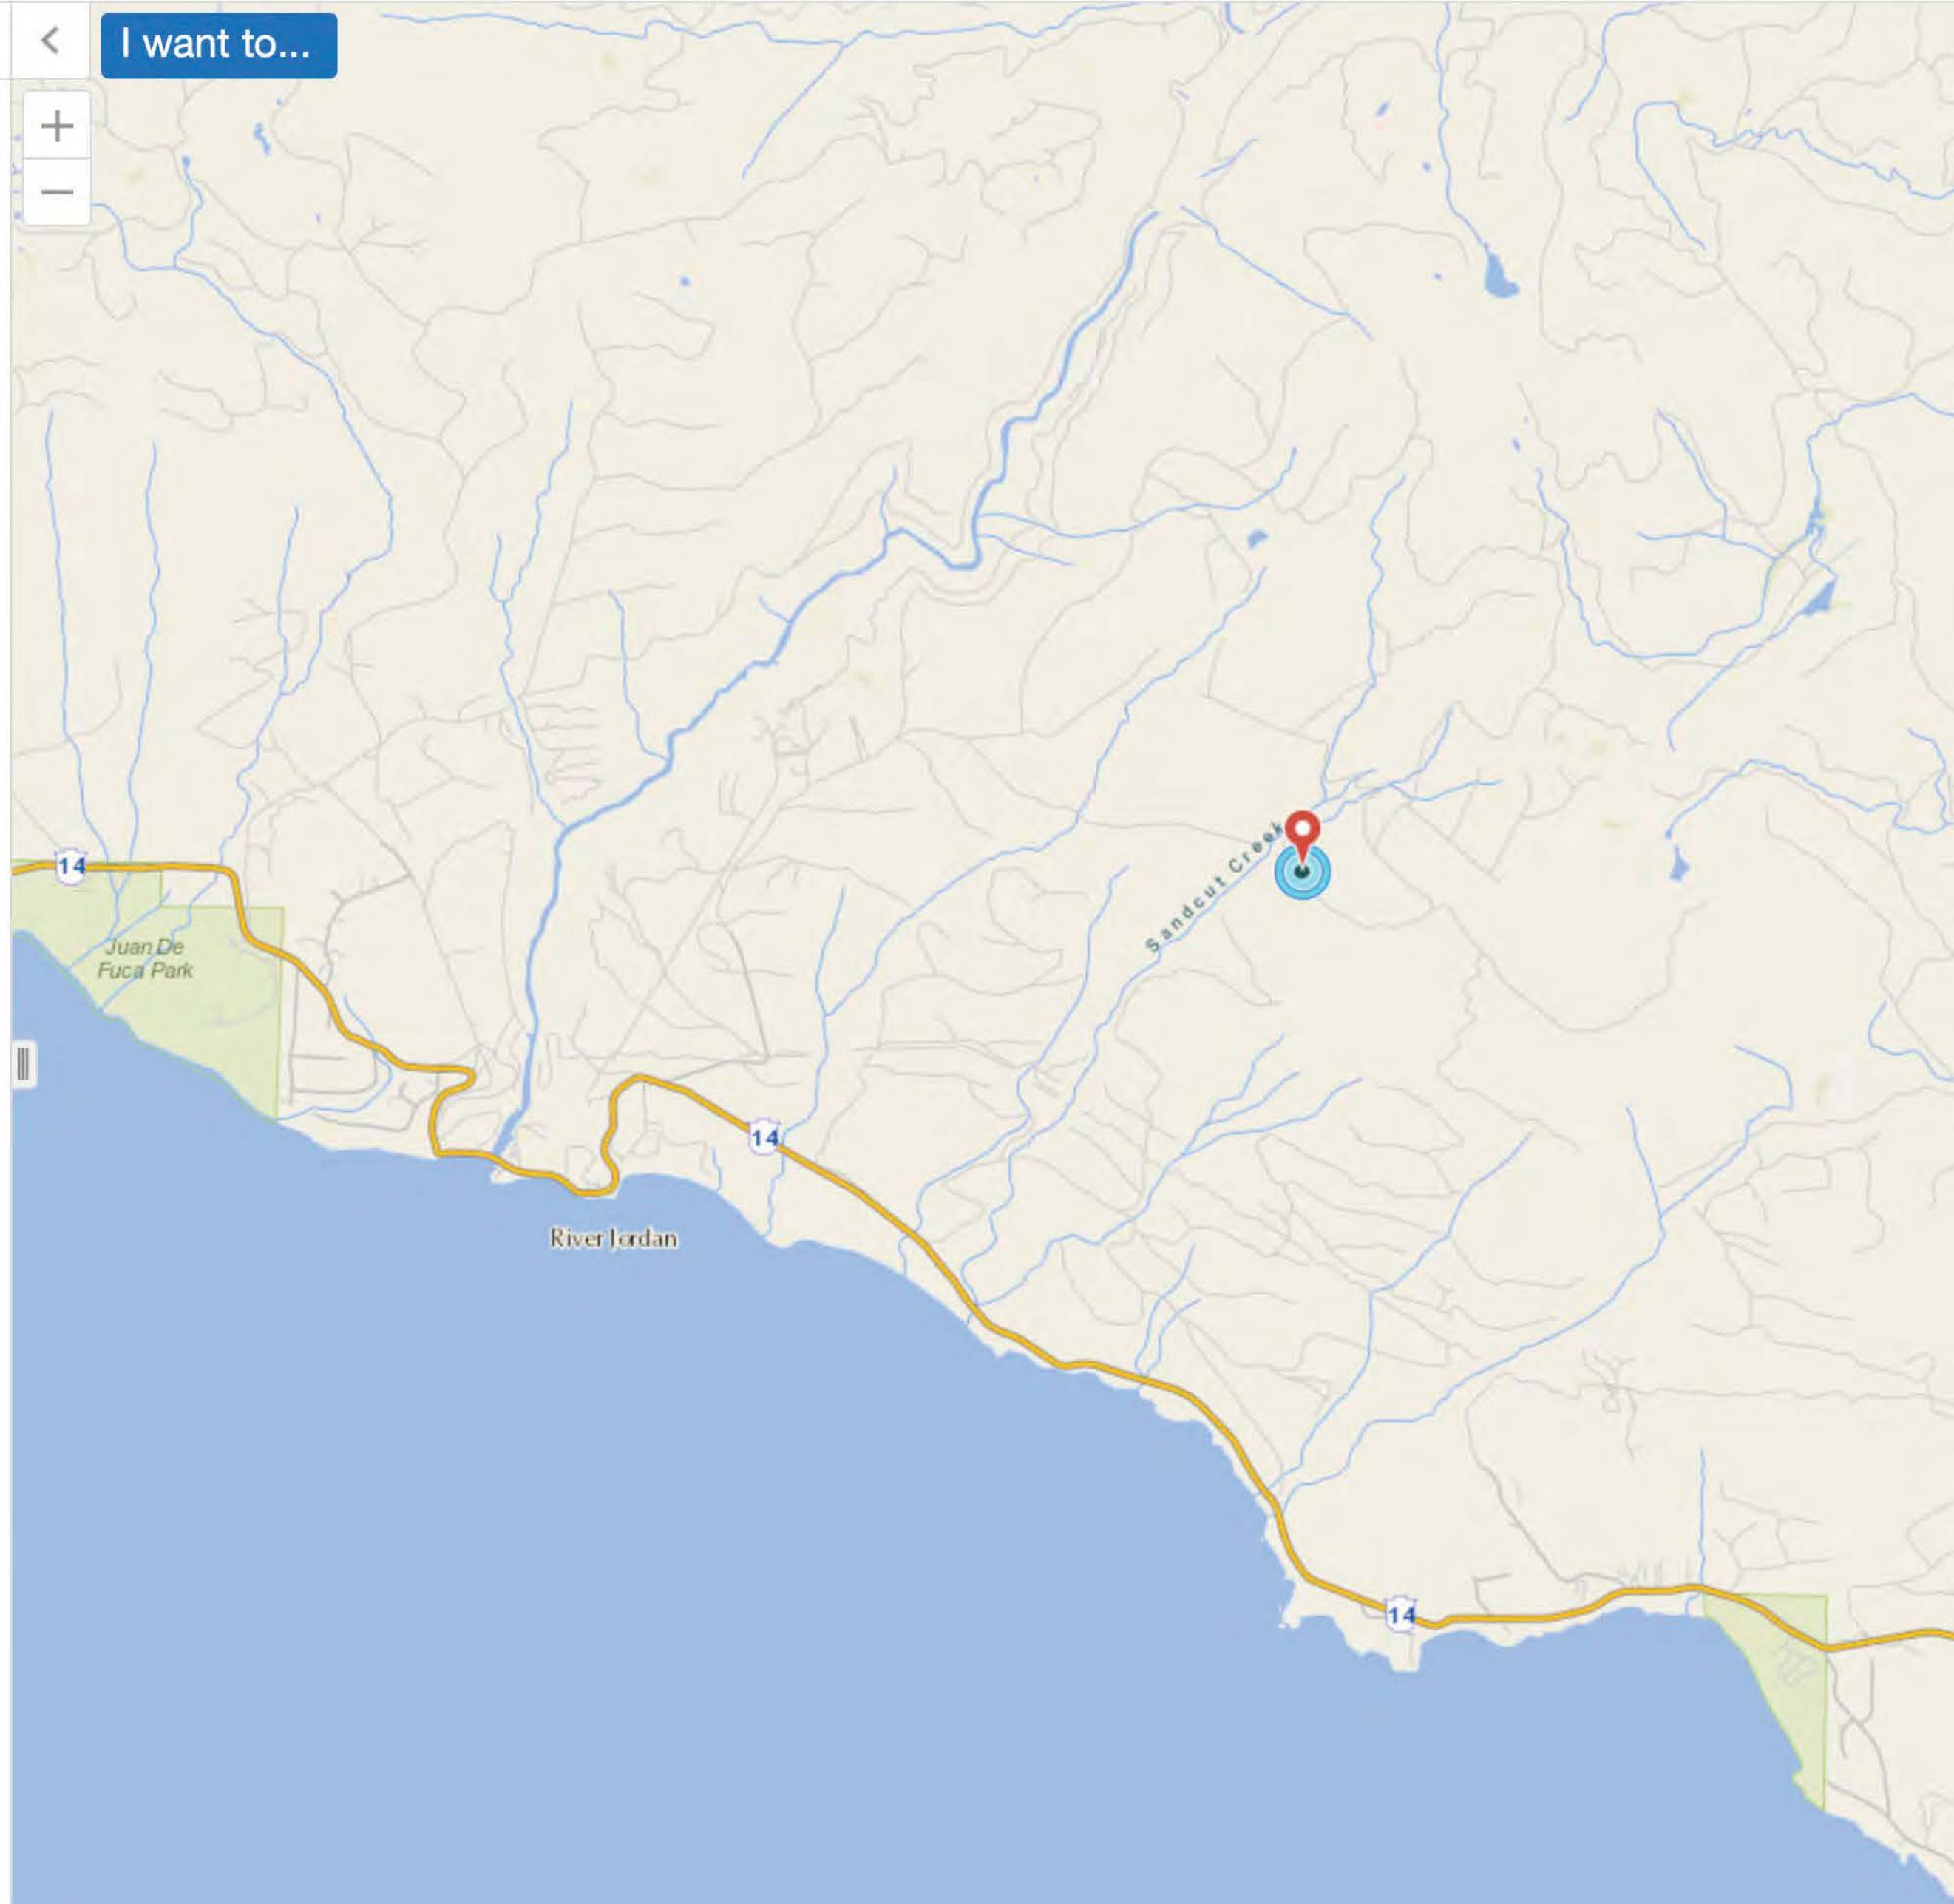 I want to...
14
Sandcut Creek
Juan De
Fuca Park
14
River Jordan
14